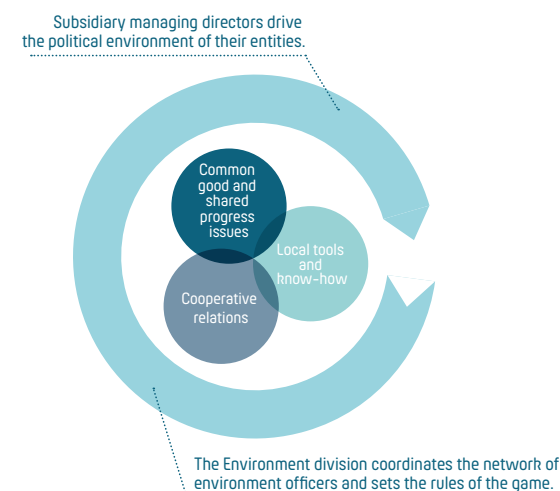 Subsidiary managing directors drive
the political environment of their entities.
Common
good and
shared
progress
issues
Local tools
and
know-how
Cooperative
relations
The Environment division coordinates the network of
environment officers and sets the rules of the game.